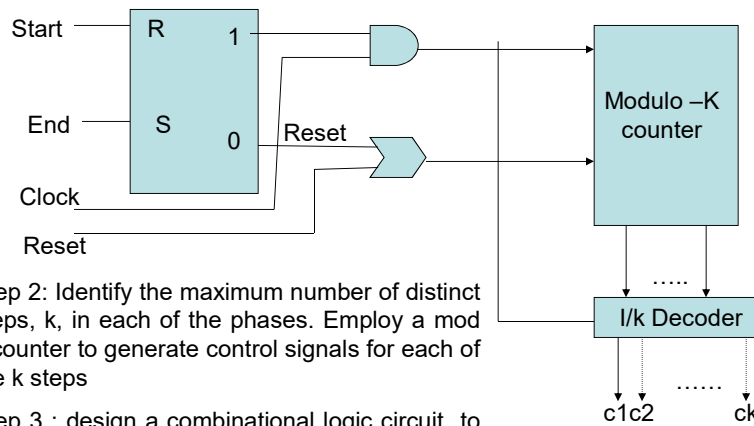 Start
R
1
End
S
0
Reset
Clock
Reset
Modulo –K
counter
…..
I/k Decoder
……
c1c2
ck
ep 2: Identify the maximum number of distinct
eps, k, in each of the phases. Employ a mod
counter to generate control signals for each of
e k steps
ep 3 : design a combinational logic circuit to